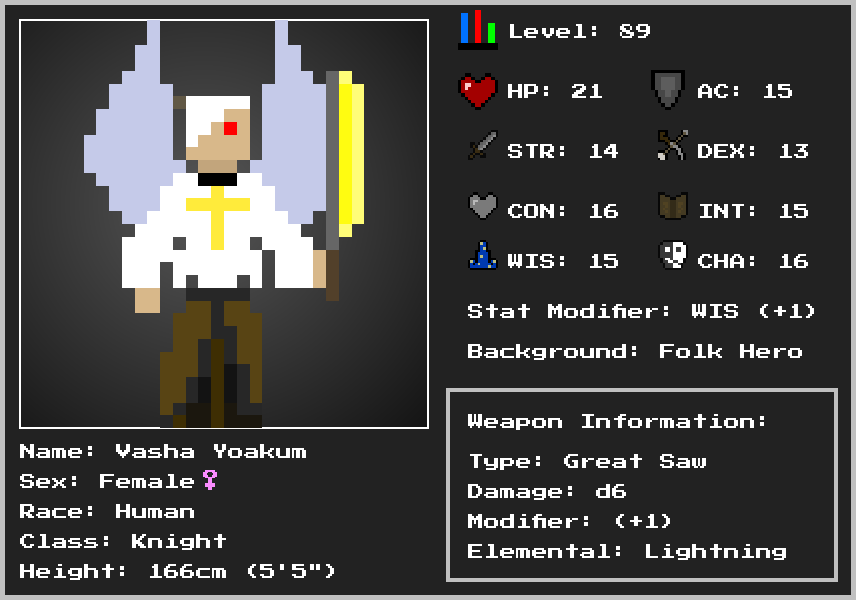 Level: 89
HP: 21
AC: 15
STR: 14
DEX: 13
CON: 16
INT: 15
WIS: 15
CHA: 16
Stat Modifier: WIS (+1)
Background: Folk Hero
Weapon Information:
Type: Great Saw
Damage: d6
Modifier: (+1)
Elemental: Lightning
Name: Vasha Yoakum
Sex: Female♀
Race: Human
Class: Knight
Height: 166cm (5'5")